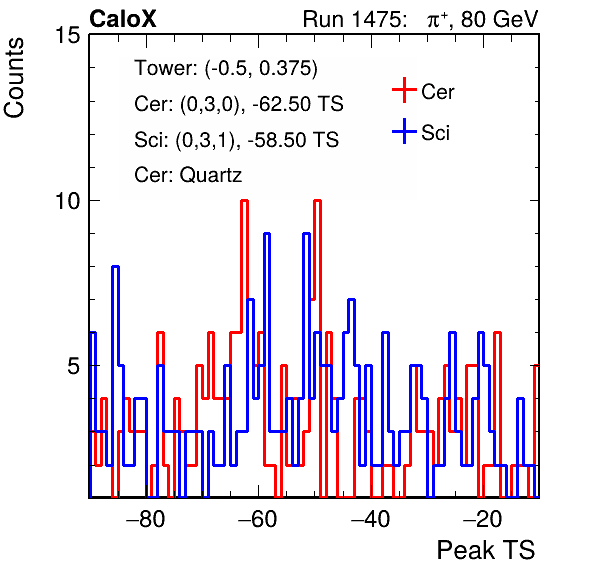 CaloX
Run 1475: π⁺, 80 GeV
Counts
15
10
5
Tower: (-0.5, 0.375)
Cer: (0,3,0), -62.50 TS
Sci: (0,3,1), -58.50 TS
Cer: Quartz
Cer
Sci
−80
−60
−40
−20
Peak TS